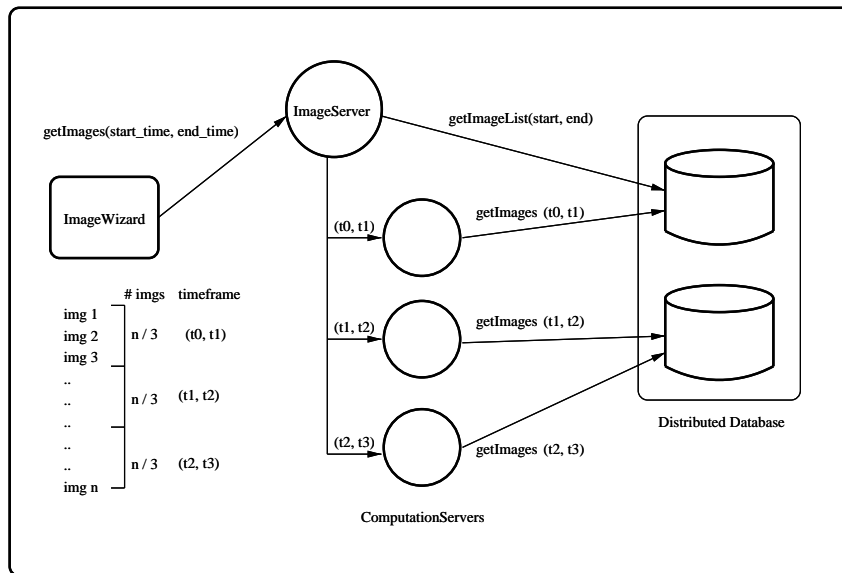 ImageServer
getImages(start_time, end_time)
getImageList(start, end)
ImageWizard
(t0, t1)
getImages (t0, t1)
# imgs timeframe
img 1
img 2
img 3
..
..
..
..
..
img n
n / 3 (t0, t1)
n / 3 (t1, t2)
n / 3 (t2, t3)
(t1, t2)
getImages (t1, t2)
(t2, t3)
getImages (t2, t3)
Distributed Database
ComputationServers